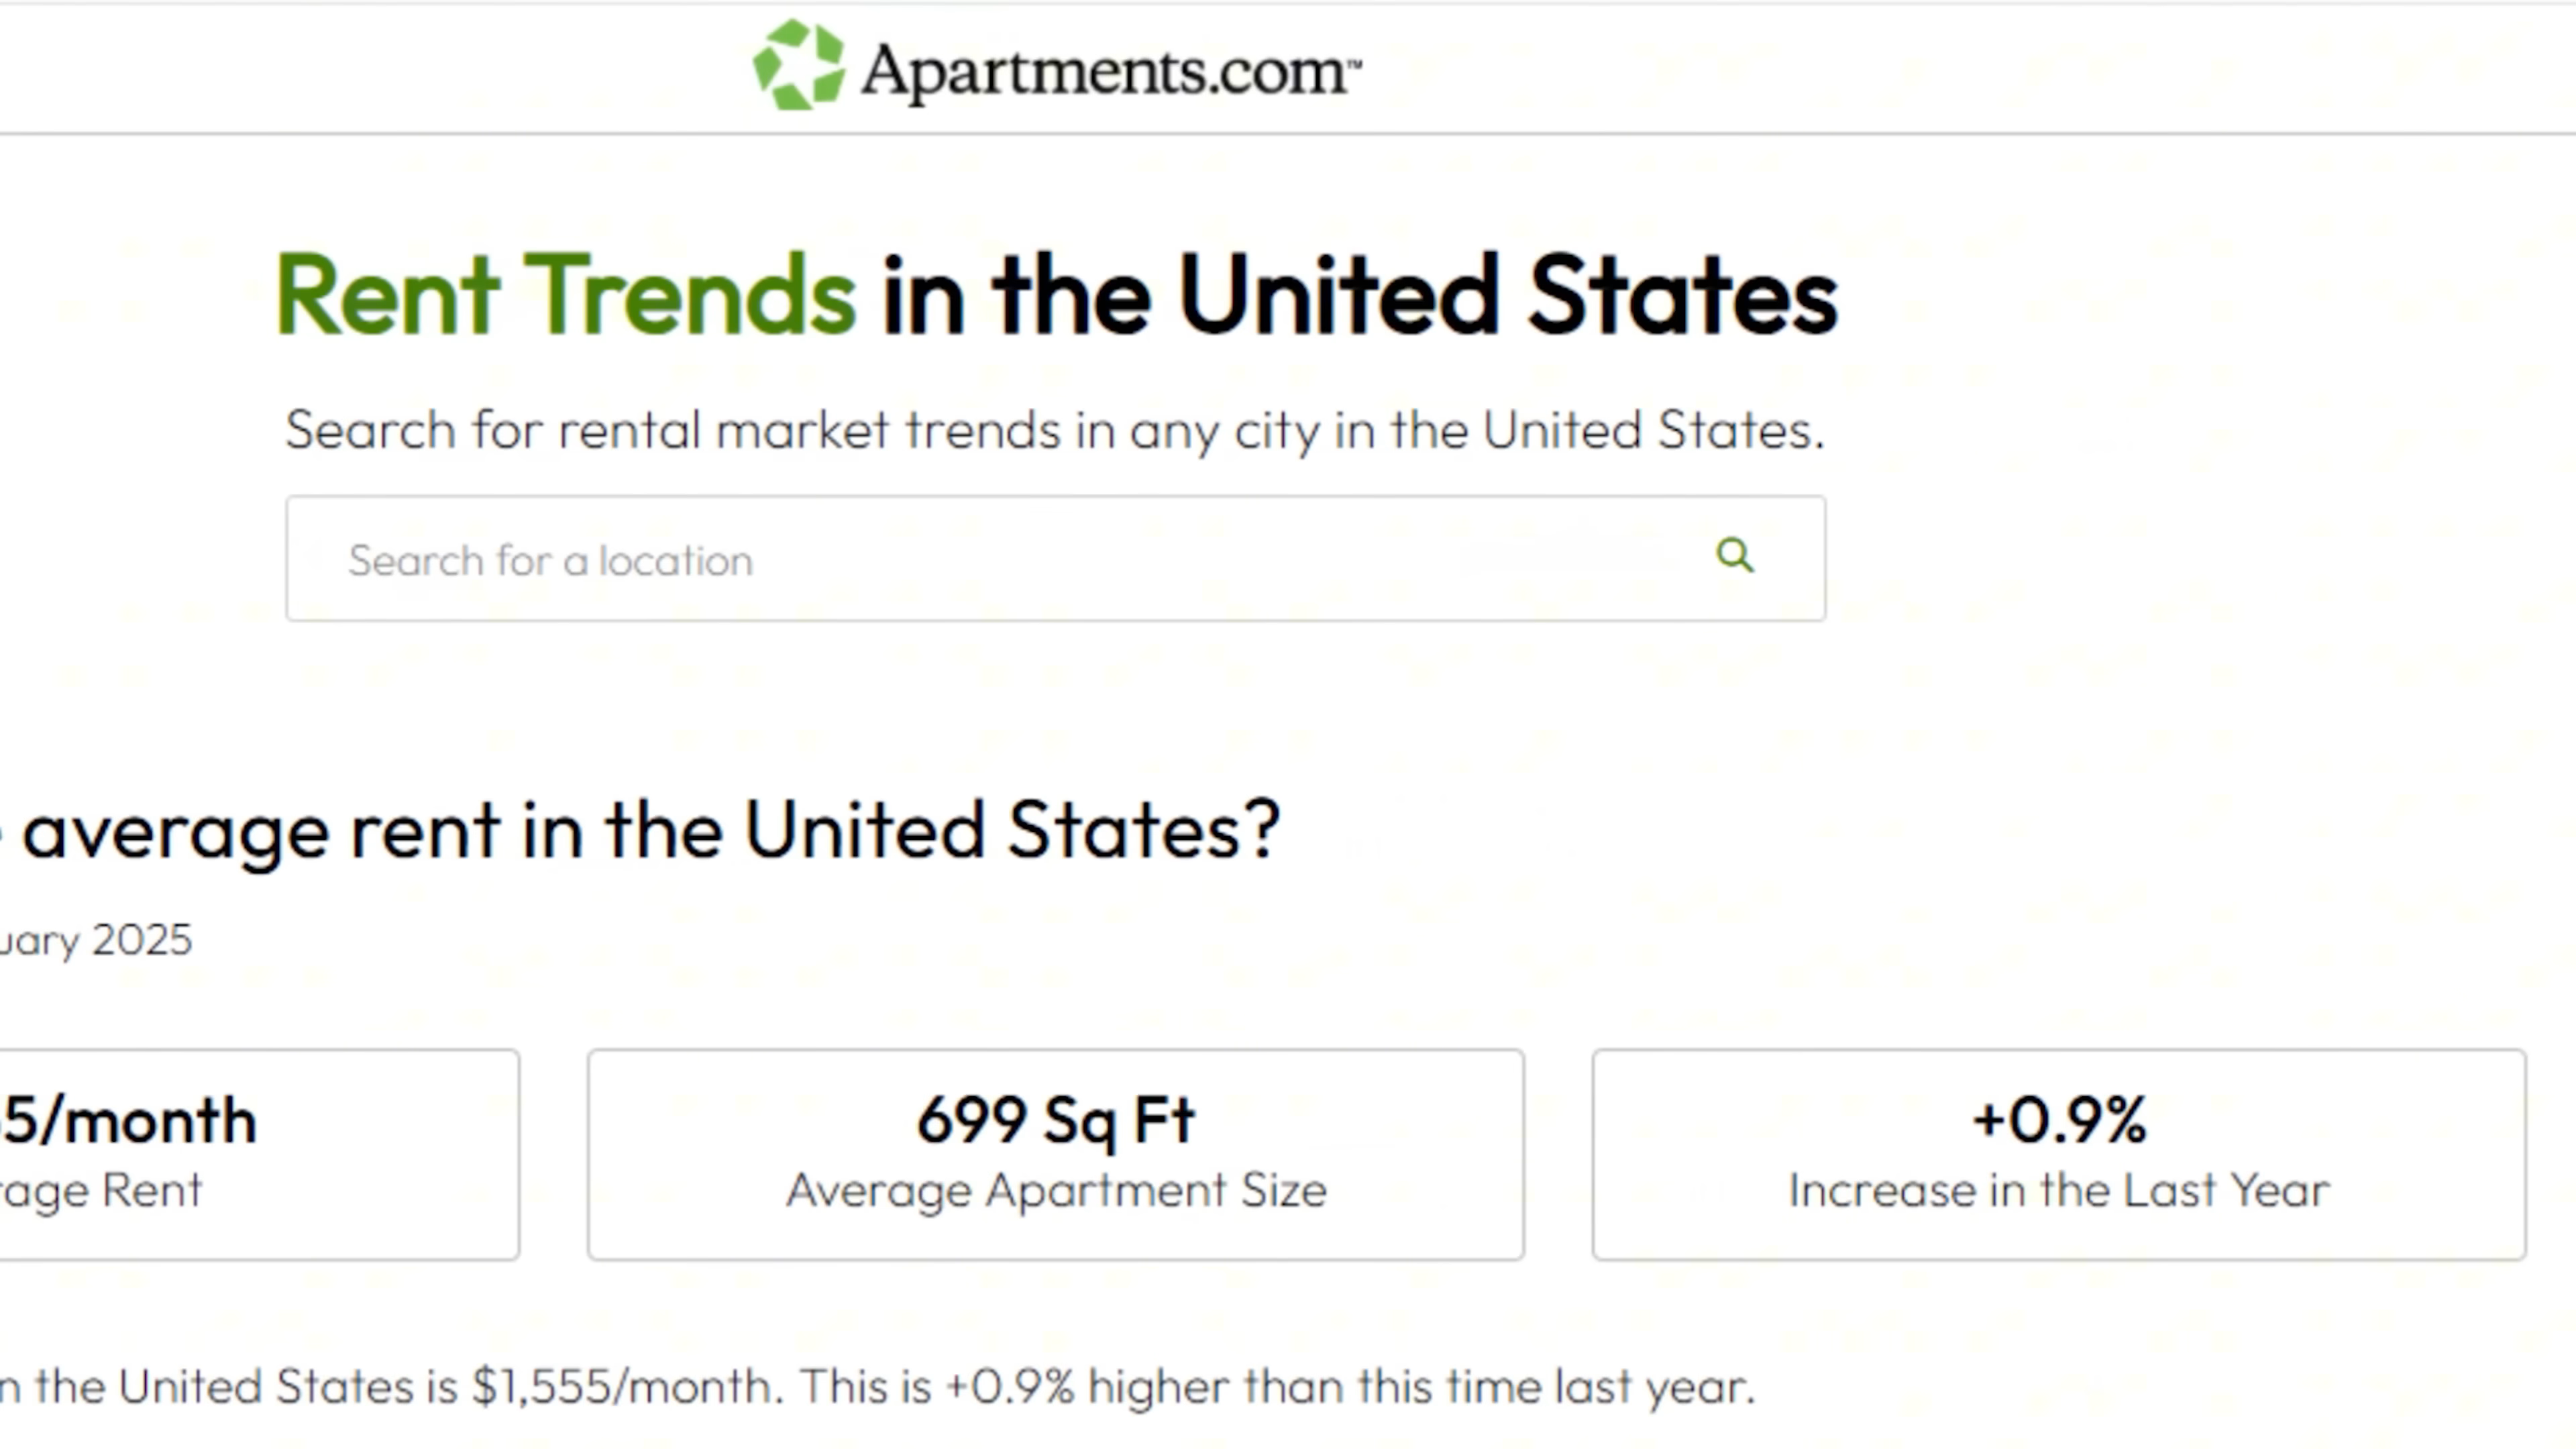 Apartments.com™
Rent Trends in the United States
Search for rental market trends in any city in the United States.
Search for a location
average rent in the United States?
uary 2025
5/month
699 Sq Ft
+0.9%
age Rent
Average Apartment Size
Increase in the Last Year
n the United States is $1,555/month. This is +0.9% higher than this time last year.